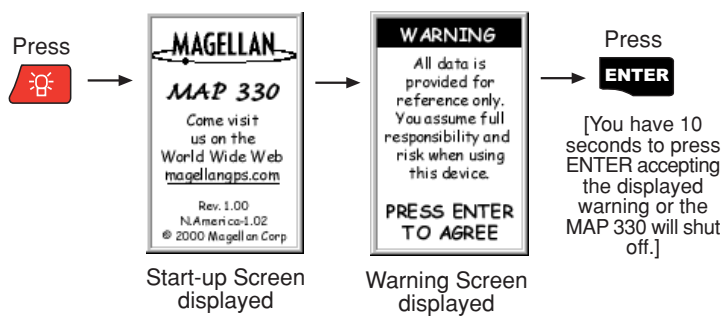 Press
MAGELLAN
MAP 330
Come visit
us on the
World Wide Web
magellangps.com
Rev. 1.00
N.America-1.02
© 2000 Magellan Corp
Start-up Screen
displayed
WARNING
All data is
provided for
reference only.
You assume full
responsibility and
risk when using
this device.
PRESS ENTER
TO AGREE
Warning Screen
displayed
Press
ENTER
[You have 10
seconds to press
ENTER accepting
the displayed
warning or the
MAP 330 will shut
off.]